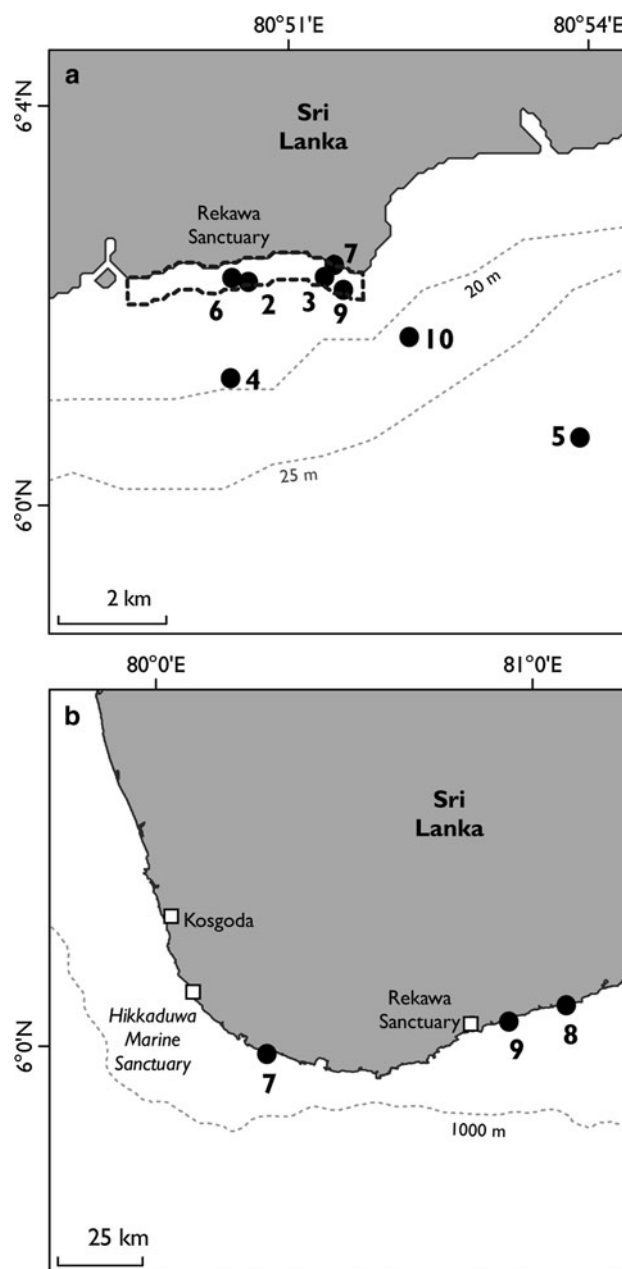 80°51'E
80°54'E
a
6°4'N
Sri
Lanka
Rekawa
Sanctuary
7
20 m
6
2
3
9
10
4
5
25 m
6°0'N
2 km
80°0'E
81°0'E
b
Sri
Lanka
Kosgoda
Hikkaduwa
Marine
Sanctuary
Rekawa
Sanctuary
8
9
6°0'N
7
1000 m
25 km